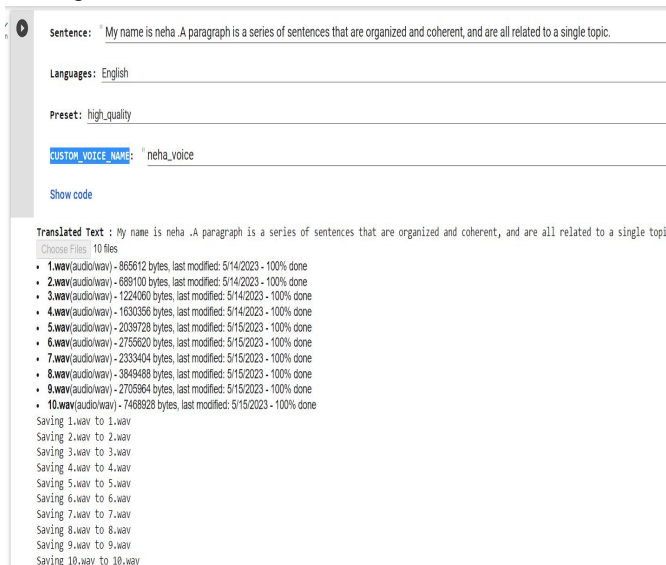 Sentence: " My name is neha .A paragraph is a series of sentences that are organized and coherent, and are all related to a single topic.
Languages: English
Preset: high_quality
CUSTOM_VOICE_NAME: " neha_voice
Show code
Translated Text : My name is neha .A paragraph is a series of sentences that are organized and coherent, and are all related to a single topi
Choose Files 10 files
• 1.wav(audio/wav) - 865612 bytes, last modified: 5/14/2023 - 100% done
• 2.wav(audio/wav) - 689100 bytes, last modified: 5/14/2023 - 100% done
• 3.wav(audio/wav) - 1224060 bytes, last modified: 5/14/2023 - 100% done
• 4.wav(audio/wav) - 1630356 bytes, last modified: 5/14/2023 - 100% done
• 5.wav(audio/wav) - 2039728 bytes, last modified: 5/15/2023 - 100% done
• 6.wav(audio/wav) - 2755620 bytes, last modified: 5/15/2023 - 100% done
• 7.wav(audio/wav) - 2333404 bytes, last modified: 5/15/2023 - 100% done
• 8.wav(audio/wav) - 3849488 bytes, last modified: 5/15/2023 - 100% done
• 9.wav(audio/wav) - 2705964 bytes, last modified: 5/15/2023 - 100% done
• 10.wav(audio/wav) - 7468928 bytes, last modified: 5/15/2023 - 100% done
Saving 1.wav to 1.wav
Saving 2.wav to 2.wav
Saving 3.wav to 3.wav
Saving 4.wav to 4.wav
Saving 5.wav to 5.wav
Saving 6.wav to 6.wav
Saving 7.wav to 7.wav
Saving 8.wav to 8.wav
Saving 9.wav to 9.wav
Saving 10.wav to 10.wav